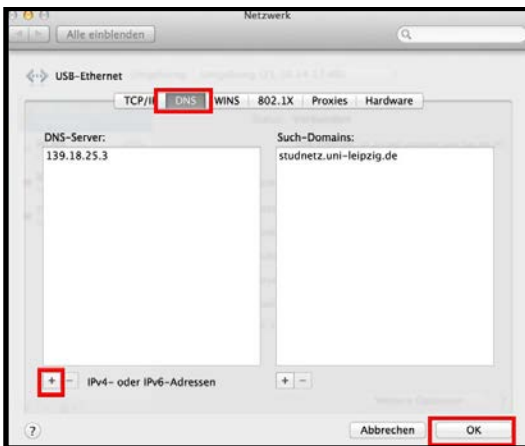 Netzwerk
Alle einblenden
USB-Ethernet
TCP/IP DNS WINS 802.1X Proxies Hardware
DNS-Server:
139.18.25.3
Such-Domains:
studnetz.uni-leipzig.de
+ − IPv4- oder IPv6-Adressen
+ −
? Abbrechen OK